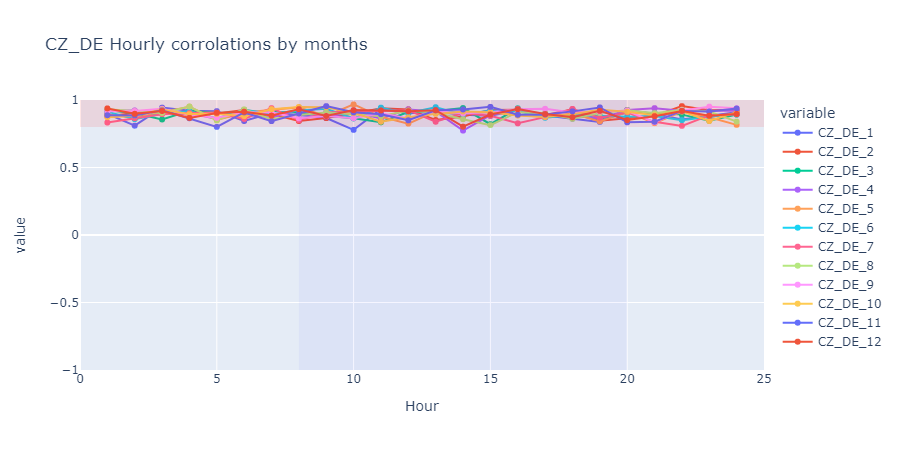 CZ_DE Hourly corrolations by months
1
0.5
0
−0.5
−1
value
0
5
10
15
20
25
Hour
variable
CZ_DE_1
CZ_DE_2
CZ_DE_3
CZ_DE_4
CZ_DE_5
CZ_DE_6
CZ_DE_7
CZ_DE_8
CZ_DE_9
CZ_DE_10
CZ_DE_11
CZ_DE_12